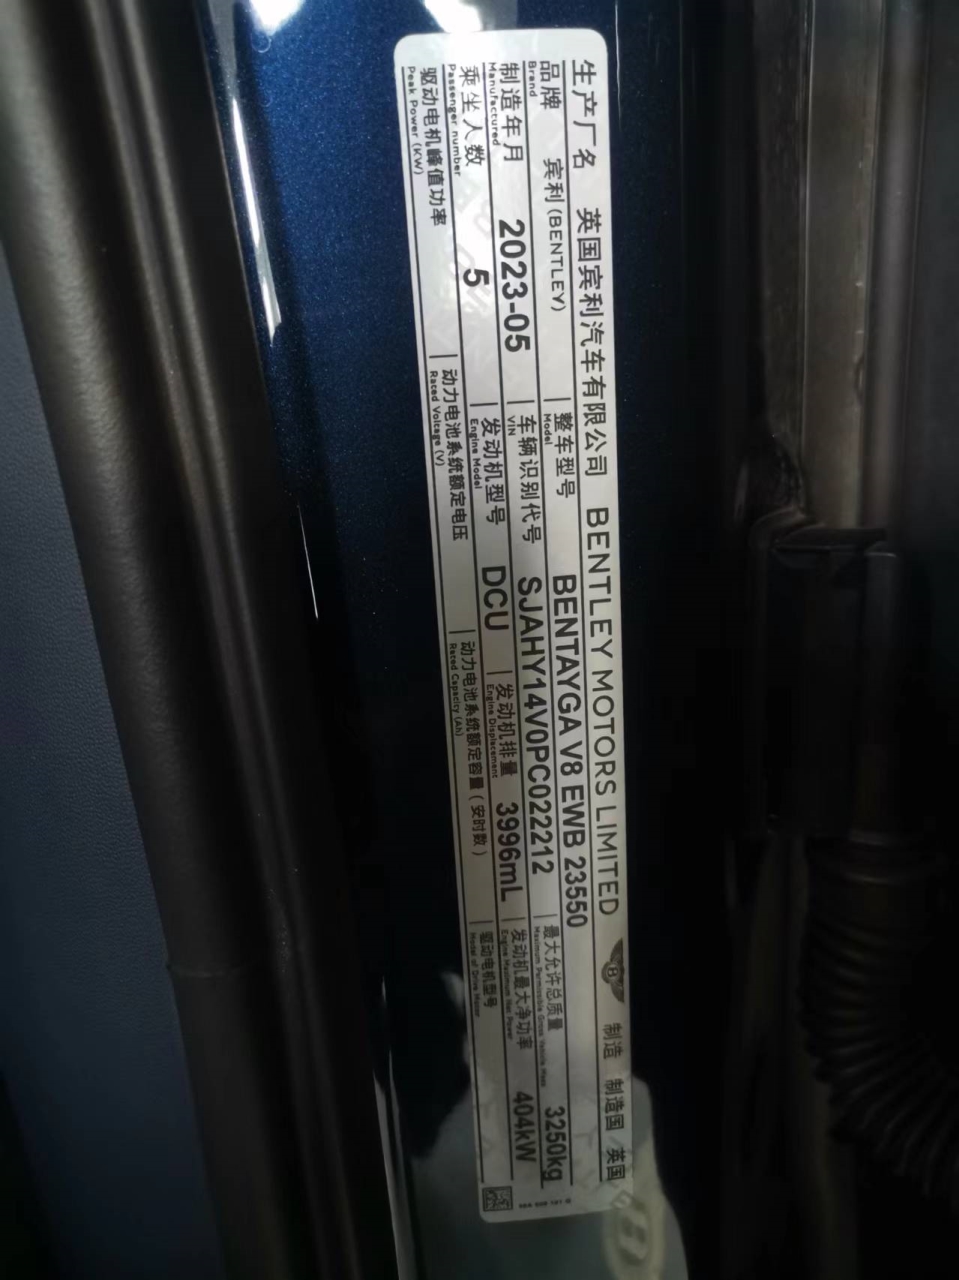 生产厂名 英国宾利汽车有限公司 BENTLEY MOTORS LIMITED B 制造 制造国 英国
品牌 宾利(BENTLEY) 整车型号 BENTAYGA V8 EWB 23550
Brand Model
制造年月 2023-05 车辆识别代号 SJAHY14V0PC022212 最大允许总质量 3250kg
Manufactured VIN Maximum Permissible Gross Vehicle Mass
乘坐人数 5 发动机型号 DCU 发动机排量 3996mL 发动机最大净功率 404kW
Passenger number Engine Model Engine Displacement Engine Maximum Net Power
驱动电机峰值功率 动力电池系统额定电压 动力电池系统额定容量(安时数) 驱动电机型号
Peak Power (KW) Rated Voltage (V) Rated Capacity (Ah) Model of Drive Motor